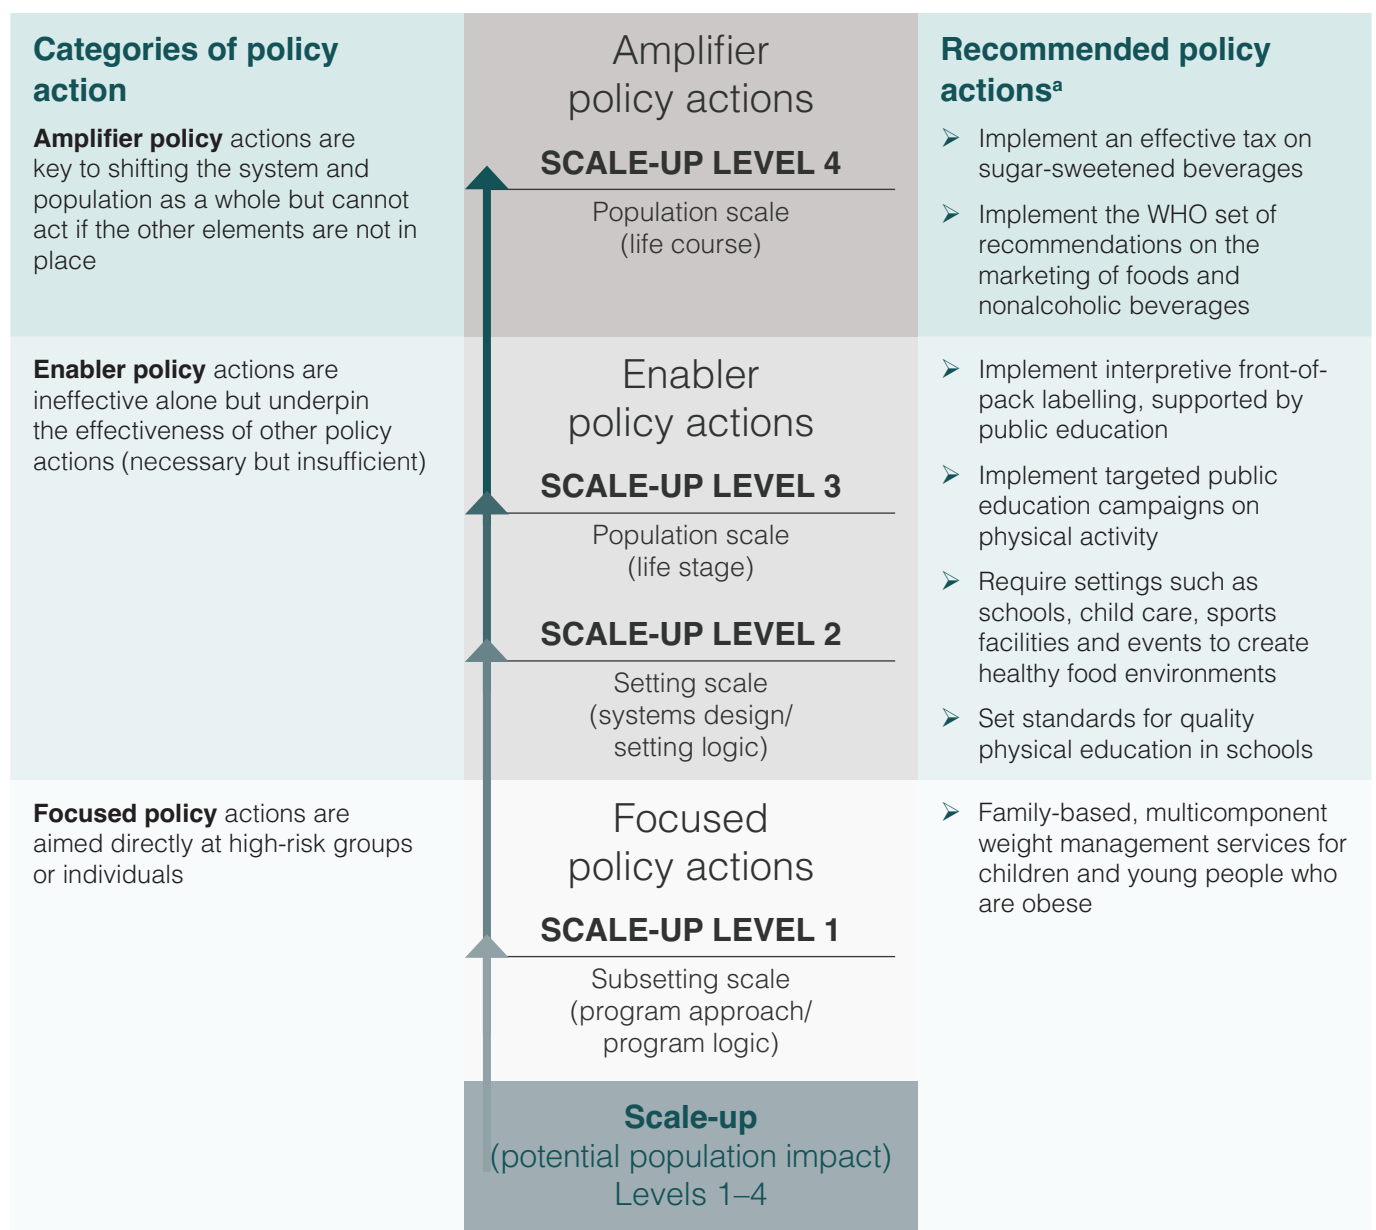 Categories of policy
action
Amplifier policy actions are
key to shifting the system and
population as a whole but cannot
act if the other elements are not in
place
Amplifier
policy actions
SCALE-UP LEVEL 4
Population scale
(life course)
Recommended policy
actionsᵃ
➢ Implement an effective tax on
sugar-sweetened beverages
➢ Implement the WHO set of
recommendations on the
marketing of foods and
nonalcoholic beverages
Enabler policy actions are
ineffective alone but underpin
the effectiveness of other policy
actions (necessary but insufficient)
Enabler
policy actions
SCALE-UP LEVEL 3
Population scale
(life stage)
SCALE-UP LEVEL 2
Setting scale
(systems design/
setting logic)
➢ Implement interpretive front-of-
pack labelling, supported by
public education
➢ Implement targeted public
education campaigns on
physical activity
➢ Require settings such as
schools, child care, sports
facilities and events to create
healthy food environments
➢ Set standards for quality
physical education in schools
Focused policy actions are
aimed directly at high-risk groups
or individuals
Focused
policy actions
SCALE-UP LEVEL 1
Subsetting scale
(program approach/
program logic)
➢ Family-based, multicomponent
weight management services for
children and young people who
are obese
Scale-up
(potential population impact)
Levels 1–4